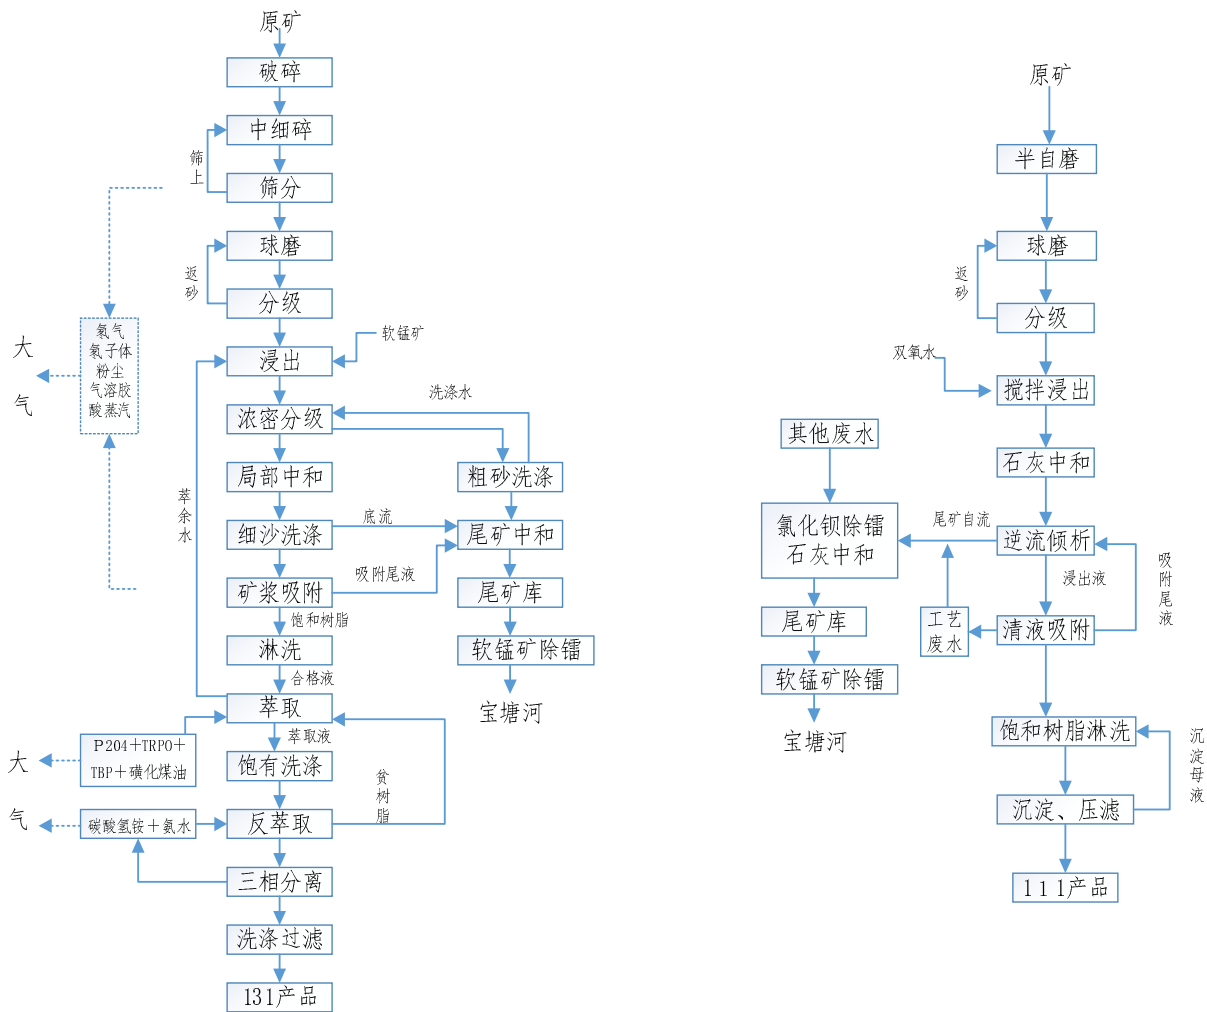 原矿
破碎
中细碎
筛上
筛分
球磨
返砂
分级
软锰矿
浸出
洗涤水
浓密分级
局部中和
粗砂洗涤
萃余水
细沙洗涤
底流
尾矿中和
矿浆吸附
吸附尾液
尾矿库
饱和树脂
淋洗
软锰矿除镭
合格液
萃取
宝塘河
萃取液
P204+TRPO+
TBP+磺化煤油
饱有洗涤
贫树脂
碳酸氢铵+氨水
反萃取
三相分离
洗涤过滤
131产品
大
气
氡气
氡子体
粉尘
气溶胶
酸蒸汽
大
气
原矿
半自磨
球磨
返砂
分级
双氧水
搅拌浸出
其他废水
石灰中和
氯化钡除镭
石灰中和
尾矿自流
逆流倾析
浸出液
吸附尾液
工艺
废水
清液吸附
尾矿库
软锰矿除镭
宝塘河
饱和树脂淋洗
沉淀母液
沉淀、压滤
111产品